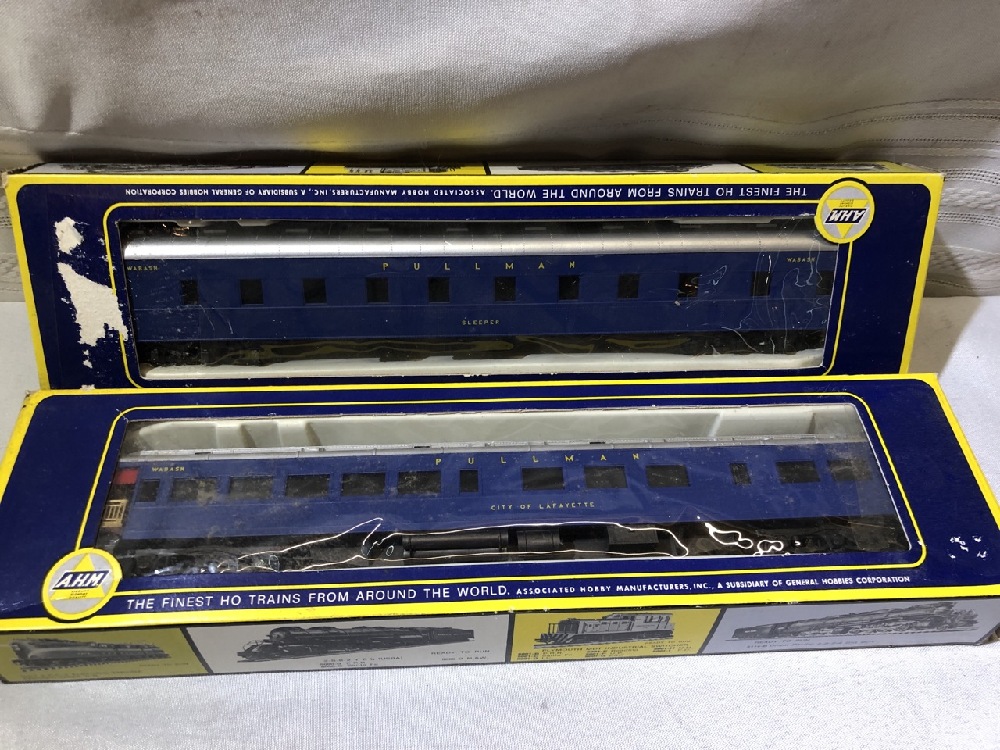 THE FINEST HO TRAINS FROM AROUND THE WORLD. ASSOCIATED HOBBY MANUFACTURERS, INC., A SUBSIDIARY OF GENERAL HOBBIES CORPORATION
AHM
WABASH PULLMAN WABASH
SLEEPER
WABASH PULLMAN
CITY OF LAFAYETTE
AHM
THE FINEST HO TRAINS FROM AROUND THE WORLD. ASSOCIATED HOBBY MANUFACTURERS, INC., A SUBSIDIARY OF GENERAL HOBBIES CORPORATION